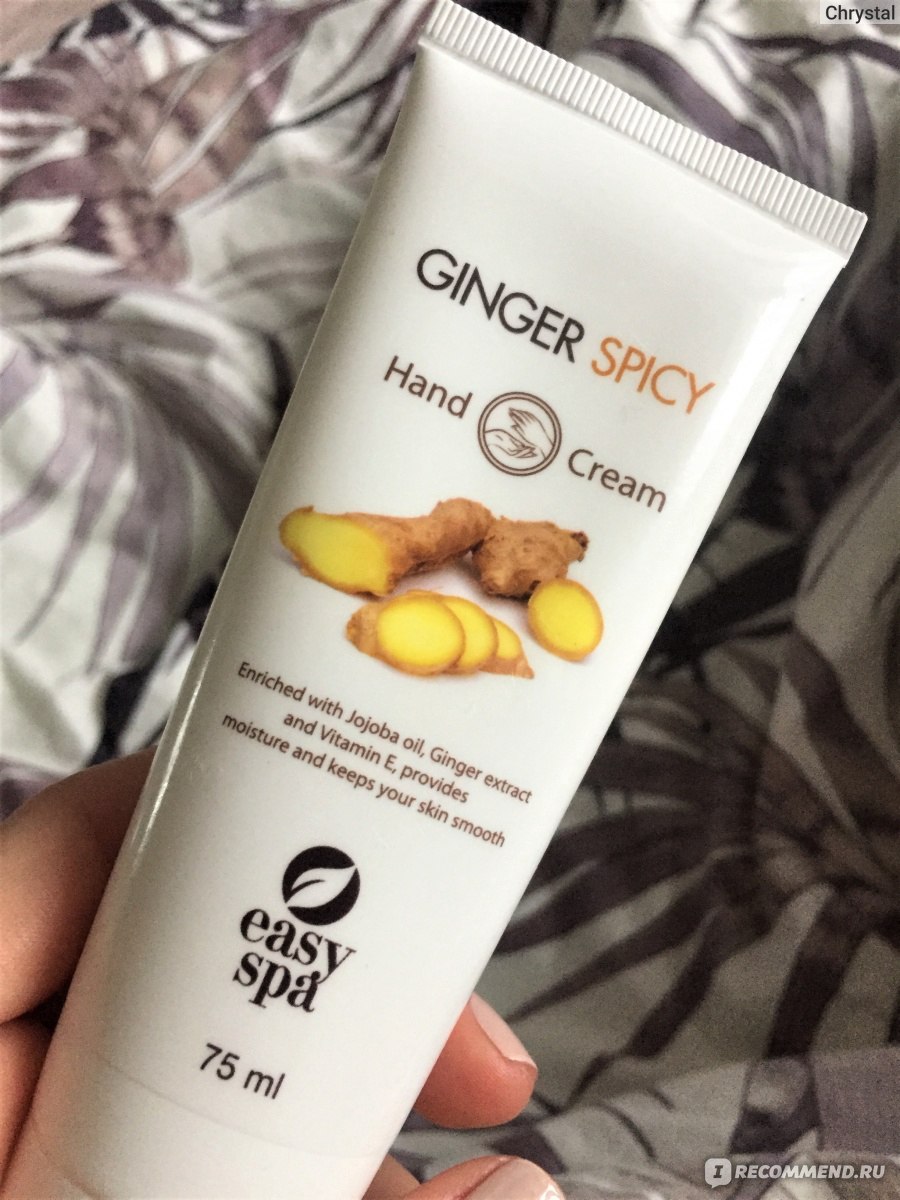 Chrystal
GINGER SPICY
Hand Cream
Enriched with Jojoba oil, Ginger extract
and Vitamin E, provides
moisture and keeps your skin smooth
easy
spa
75 ml
I RECOMMEND.RU